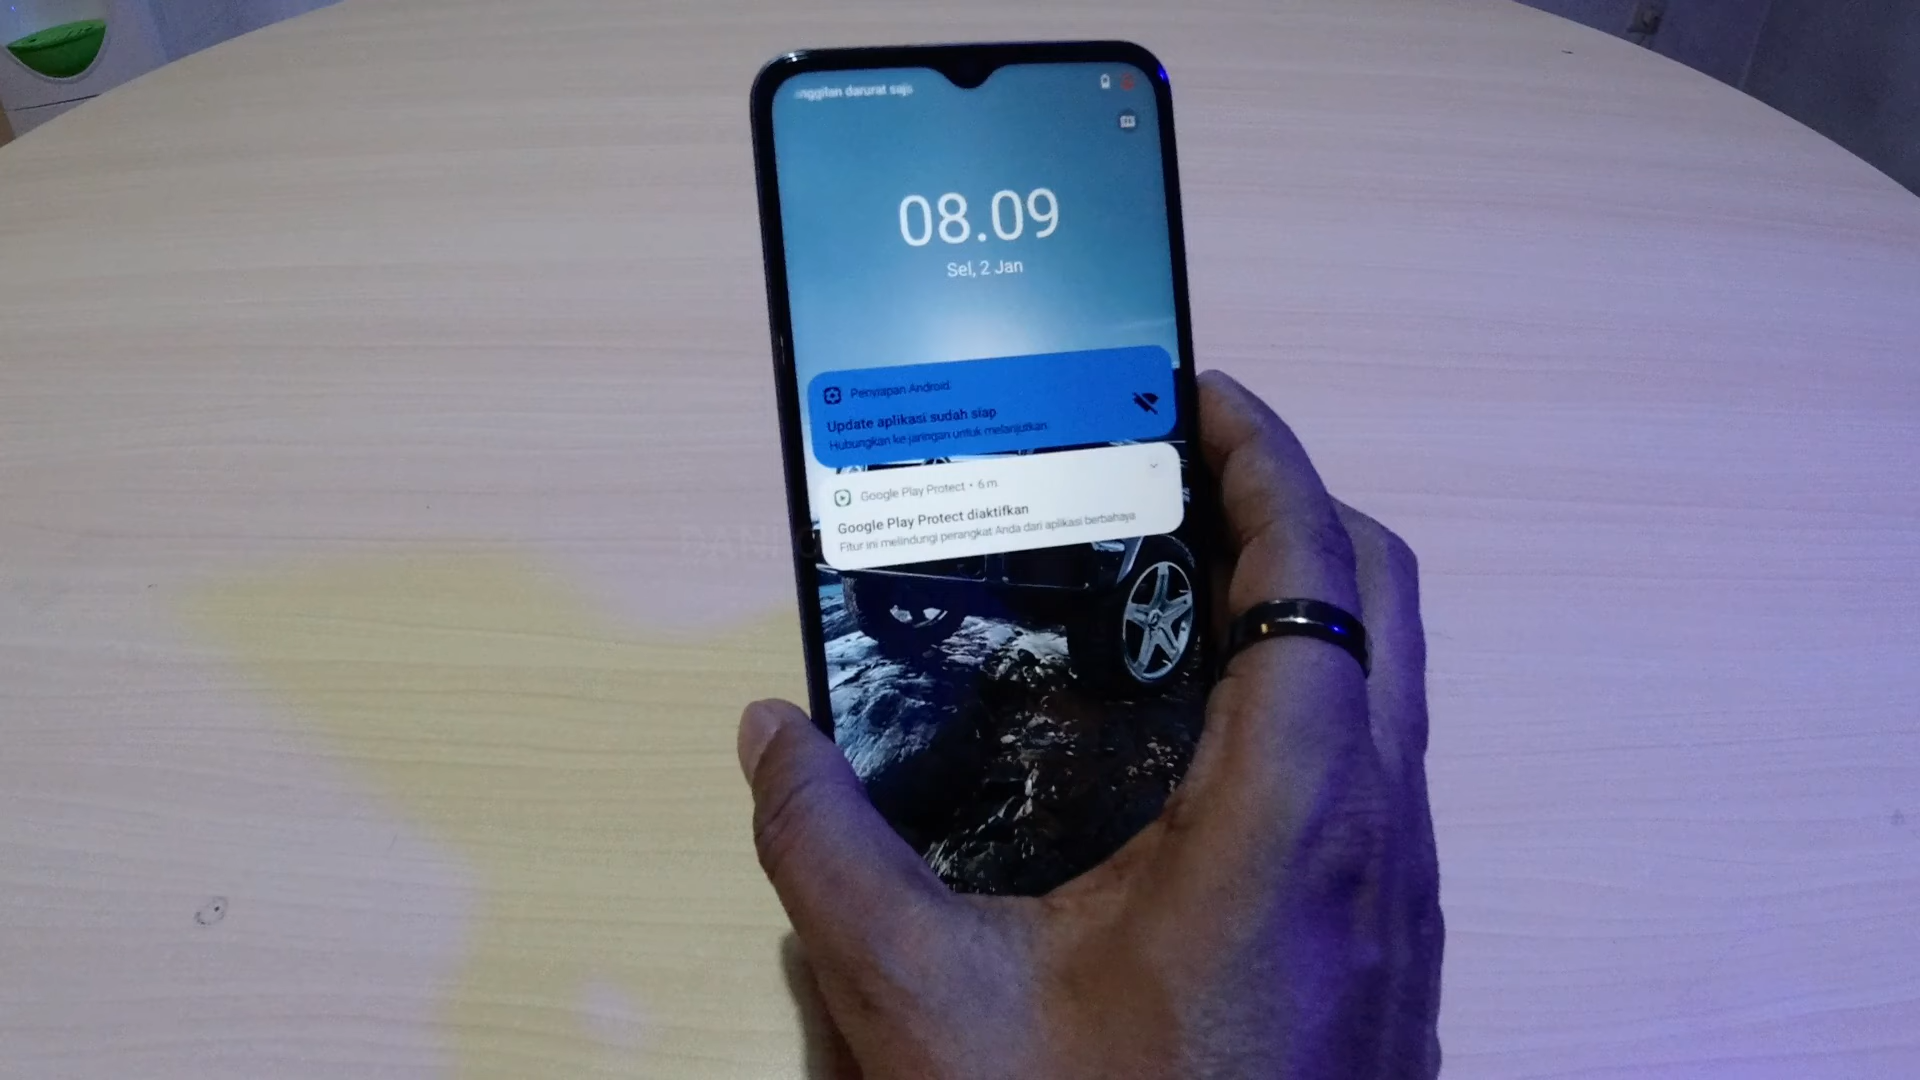 nggilan darurat saja
08.09
Sel, 2 Jan
Penyiapan Android
Update aplikasi sudah siap
Hubungkan ke jaringan untuk melanjutkan
Google Play Protect • 6 m
Google Play Protect diaktifkan
Fitur ini melindungi perangkat Anda dari aplikasi berbahaya